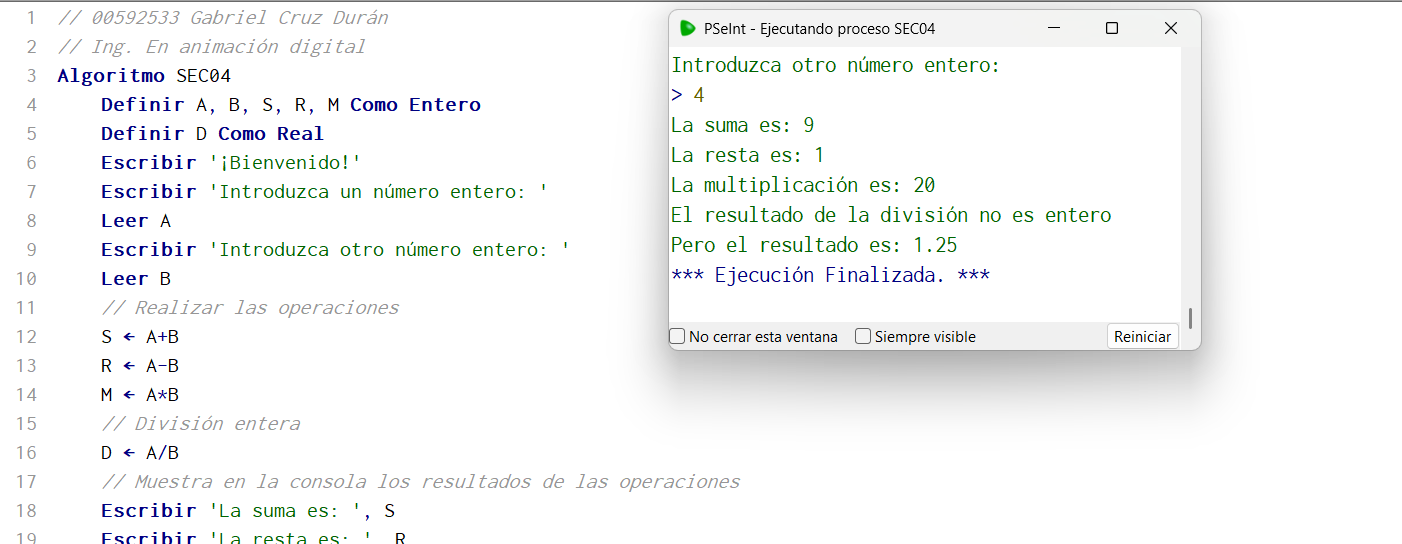 1 // 00592533 Gabriel Cruz Durán
2 // Ing. En animación digital
3 Algoritmo SEC04
4 Definir A, B, S, R, M Como Entero
5 Definir D Como Real
6 Escribir '¡Bienvenido!'
7 Escribir 'Introduzca un número entero: '
8 Leer A
9 Escribir 'Introduzca otro número entero: '
10 Leer B
11 // Realizar las operaciones
12 S ← A+B
13 R ← A-B
14 M ← A*B
15 // División entera
16 D ← A/B
17 // Muestra en la consola los resultados de las operaciones
18 Escribir 'La suma es: ', S
19 Escribir 'La resta es: ', R
PSeInt - Ejecutando proceso SEC04
Introduzca otro número entero:
> 4
La suma es: 9
La resta es: 1
La multiplicación es: 20
El resultado de la división no es entero
Pero el resultado es: 1.25
*** Ejecución Finalizada. ***
No cerrar esta ventana Siempre visible Reiniciar